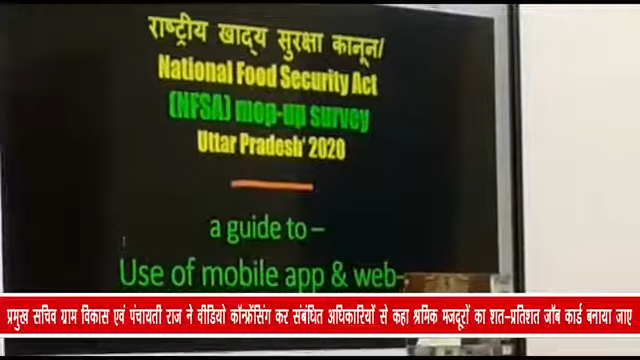 राष्ट्रीय खाद्य सुरक्षा कानून/
National Food Security Act
(NFSA) mop-up survey
Uttar Pradesh' 2020
a guide to –
Use of mobile app & web-
प्रमुख सचिव ग्राम विकास एवं पंचायती राज ने वीडियो कॉन्फ्रेंसिंग कर संबंधित अधिकारियों से कहा श्रमिक मजदूरों का शत-प्रतिशत जॉब कार्ड बनाया जाए